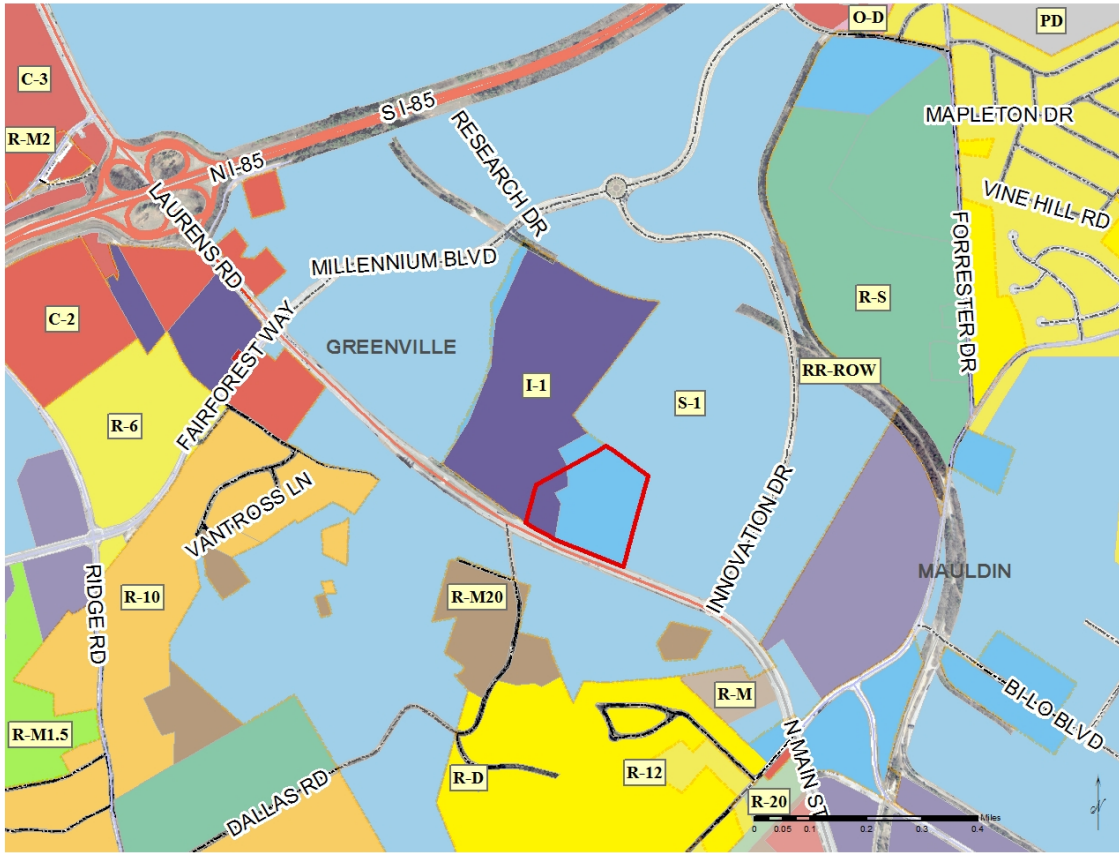 O-D
PD
C-3
S I-85
RESEARCH DR
MAPLETON DR
R-M2
N I-85
VINE HILL RD
LAURENS RD
FORRESTER DR
MILLENNIUM BLVD
R-S
C-2
FAIRFOREST WAY
GREENVILLE
RR-ROW
I-1
S-1
R-6
VANTROSS LN
INNOVATION DR
MAULDIN
RIDGE RD
R-10
R-M20
R-M
BI-LO BLVD
R-M1.5
N MAIN ST
R-D
R-12
DALLAS RD
R-20
Miles
0 0.05 0.1 0.2 0.3 0.4
N